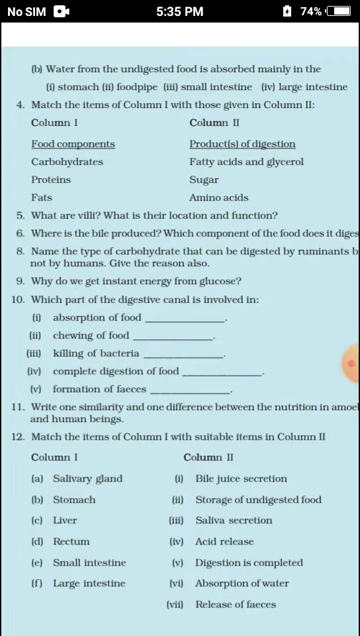 No SIM 5:35 PM 74%
(b) Water from the undigested food is absorbed mainly in the
(i) stomach (ii) foodpipe (iii) small intestine (iv) large intestine
4. Match the items of Column I with those given in Column II:
Column I Column II
Food components Product(s) of digestion
Carbohydrates Fatty acids and glycerol
Proteins Sugar
Fats Amino acids
5. What are villi? What is their location and function?
6. Where is the bile produced? Which component of the food does it diges
8. Name the type of carbohydrate that can be digested by ruminants b
not by humans. Give the reason also.
9. Why do we get instant energy from glucose?
10. Which part of the digestive canal is involved in:
(i) absorption of food ____________.
(ii) chewing of food ____________.
(iii) killing of bacteria ____________.
(iv) complete digestion of food ____________.
(v) formation of faeces ____________.
11. Write one similarity and one difference between the nutrition in amoe
and human beings.
12. Match the items of Column I with suitable items in Column II
Column I Column II
(a) Salivary gland (i) Bile juice secretion
(b) Stomach (ii) Storage of undigested food
(c) Liver (iii) Saliva secretion
(d) Rectum (iv) Acid release
(e) Small intestine (v) Digestion is completed
(f) Large intestine (vi) Absorption of water
(vii) Release of faeces